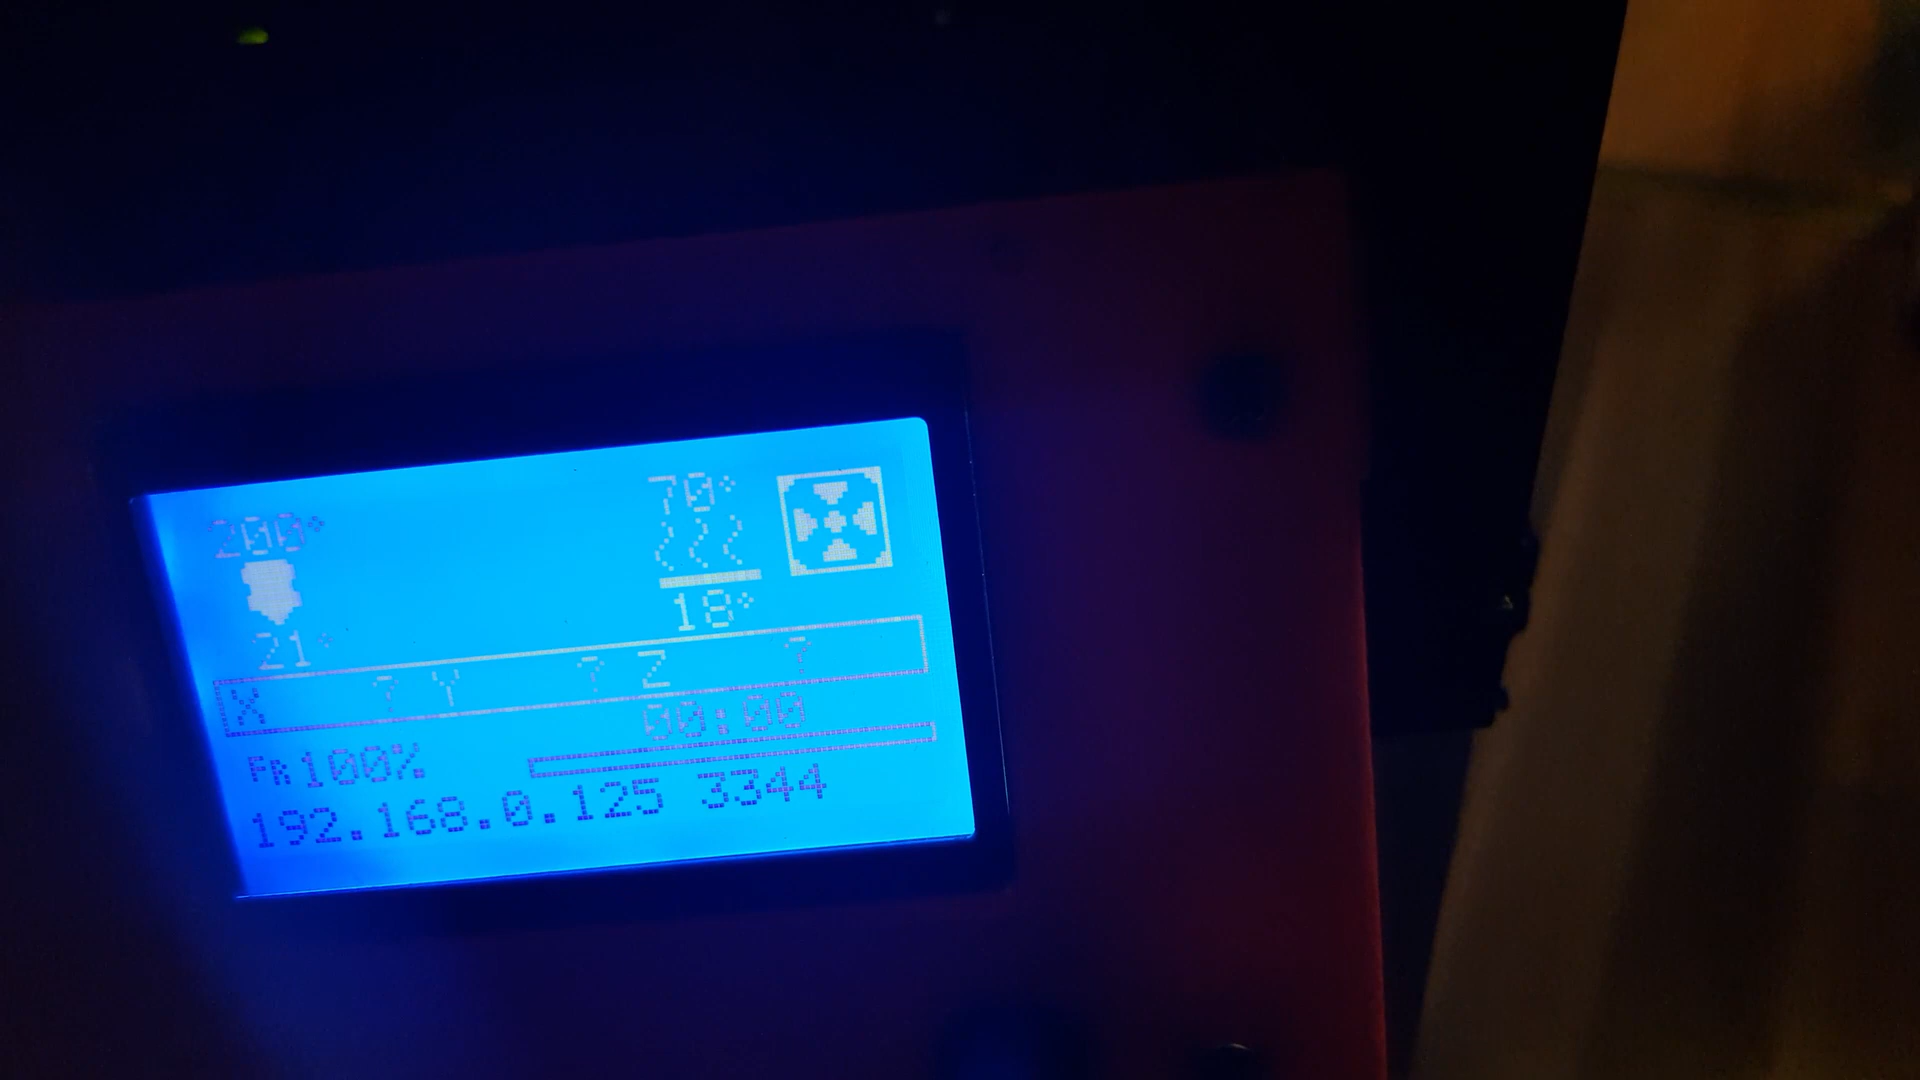 200° 70°
21° 18°
X ? Y ? Z ?
FR100% 00:00
192.168.0.125 3344